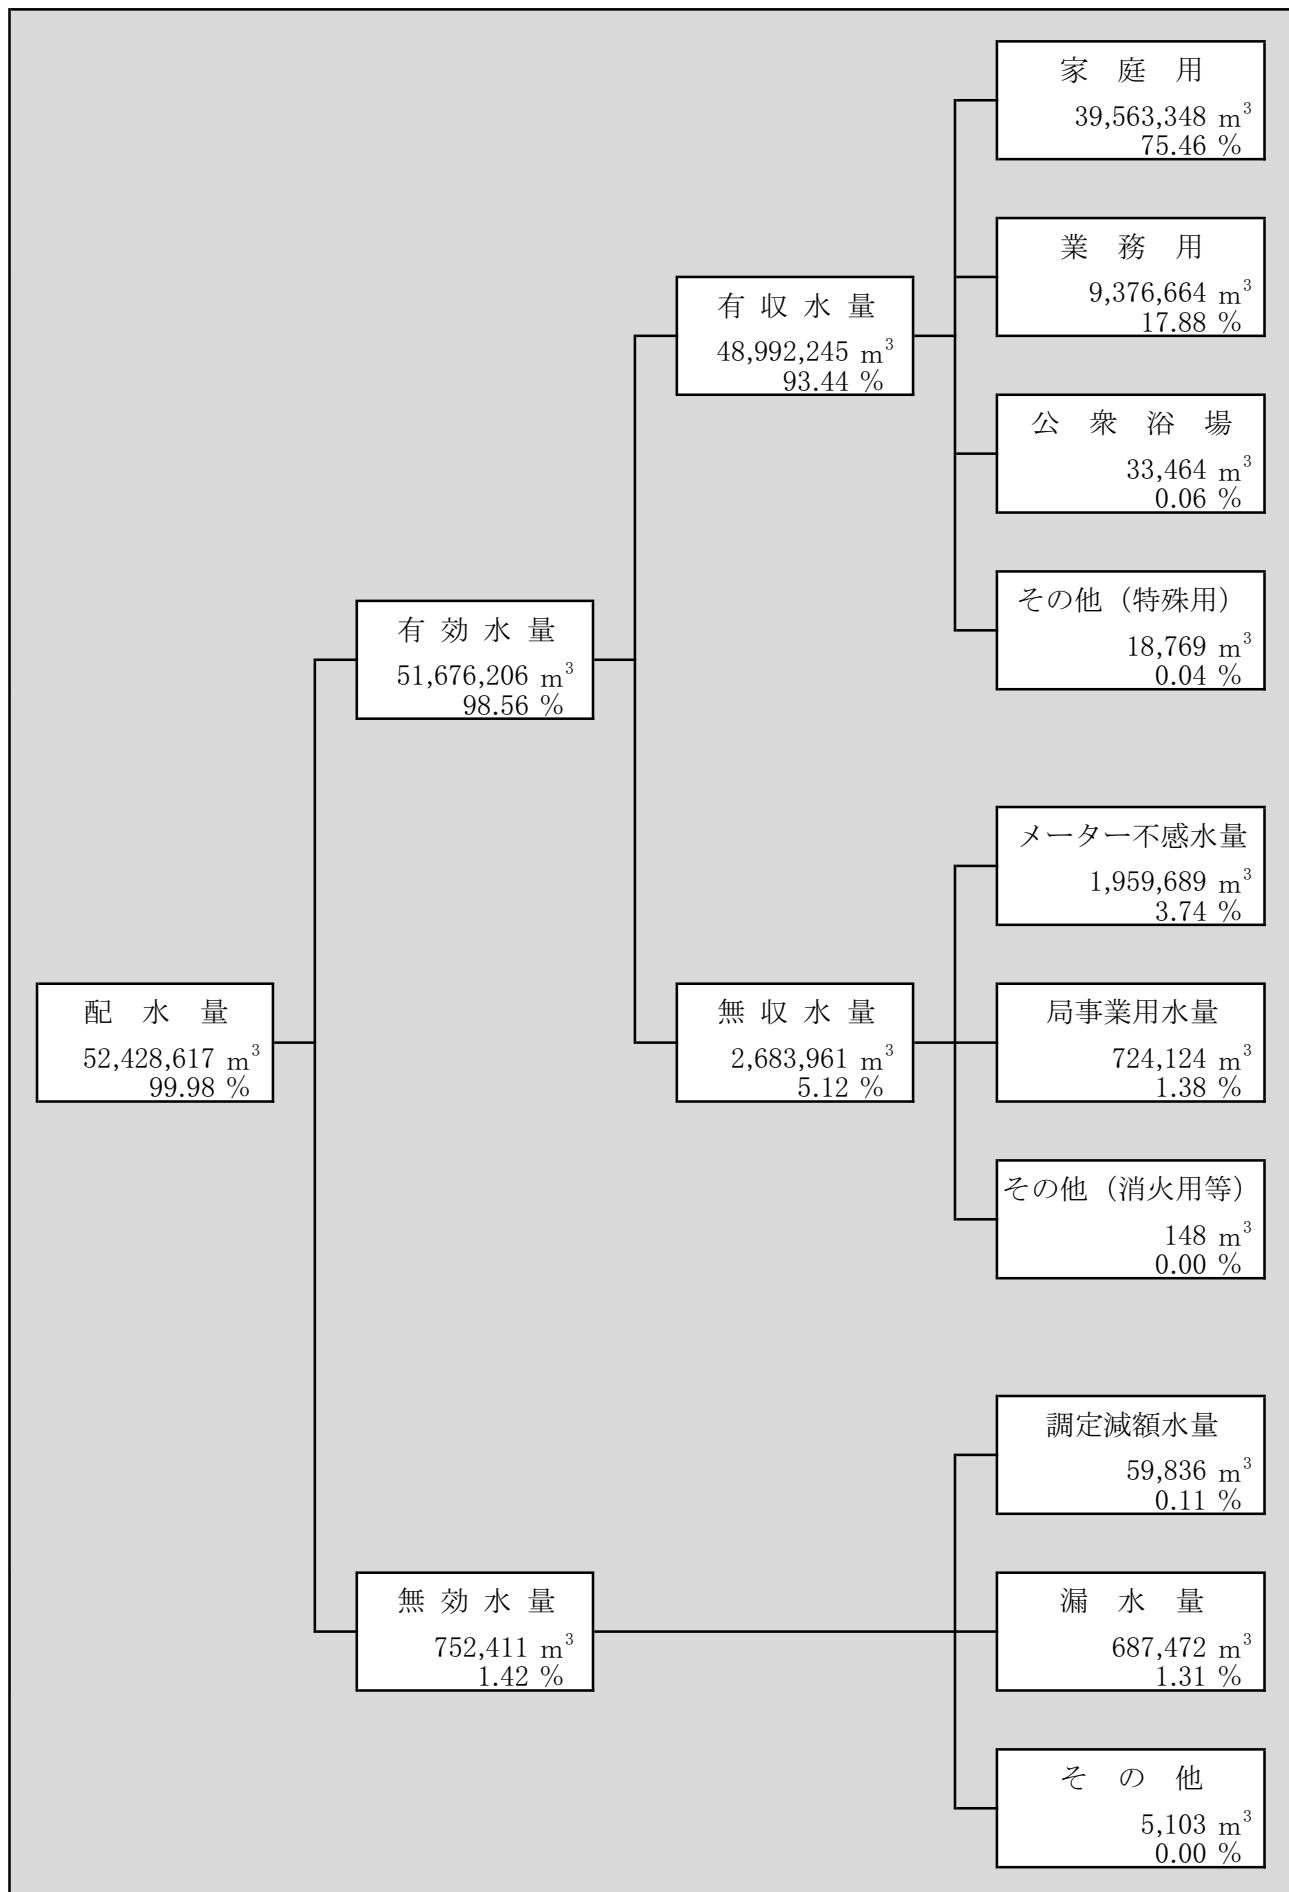 家 庭 用
39,563,348 m³
75.46 %
業 務 用
9,376,664 m³
17.88 %
有 収 水 量
48,992,245 m³
93.44 %
公 衆 浴 場
33,464 m³
0.06 %
その他（特殊用）
18,769 m³
0.04 %
有 効 水 量
51,676,206 m³
98.56 %
メーター不感水量
1,959,689 m³
3.74 %
配 水 量
52,428,617 m³
99.98 %
無 収 水 量
2,683,961 m³
5.12 %
局事業用水量
724,124 m³
1.38 %
その他（消火用等）
148 m³
0.00 %
調定減額水量
59,836 m³
0.11 %
無 効 水 量
752,411 m³
1.42 %
漏 水 量
687,472 m³
1.31 %
そ の 他
5,103 m³
0.00 %